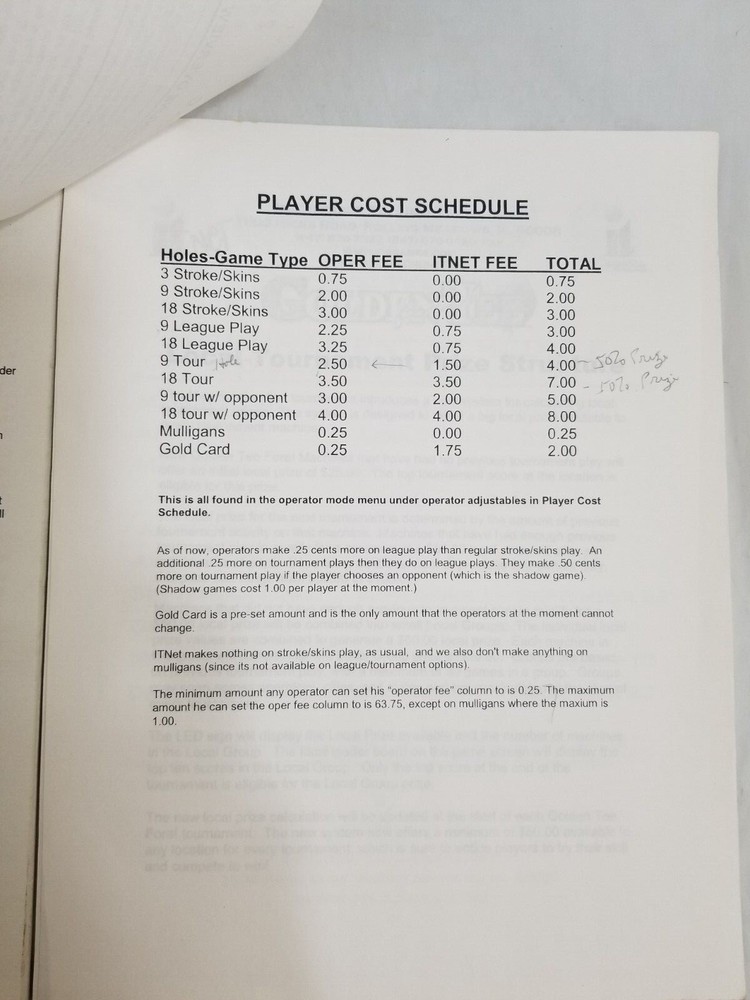 PLAYER COST SCHEDULE
Holes-Game Type OPER FEE ITNET FEE TOTAL
3 Stroke/Skins 0.75 0.00 0.75
9 Stroke/Skins 2.00 0.00 2.00
18 Stroke/Skins 3.00 0.00 3.00
9 League Play 2.25 0.75 3.00
18 League Play 3.25 0.75 4.00
9 Tour Hole 2.50 ← 1.50 4.00 - 50% Prize
18 Tour 3.50 3.50 7.00 - 50% Prize
9 tour w/ opponent 3.00 2.00 5.00
18 tour w/ opponent 4.00 4.00 8.00
Mulligans 0.25 0.00 0.25
Gold Card 0.25 1.75 2.00
This is all found in the operator mode menu under operator adjustables in Player Cost
Schedule.
As of now, operators make .25 cents more on league play than regular stroke/skins play. An
additional .25 more on tournament plays then they do on league plays. They make .50 cents
more on tournament play if the player chooses an opponent (which is the shadow game).
(Shadow games cost 1.00 per player at the moment.)
Gold Card is a pre-set amount and is the only amount that the operators at the moment cannot
change.
ITNet makes nothing on stroke/skins play, as usual, and we also don't make anything on
mulligans (since its not available on league/tournament options).
The minimum amount any operator can set his "operator fee" column to is 0.25. The maximum
amount he can set the oper fee column to is 63.75, except on mulligans where the maxium is
1.00.
der